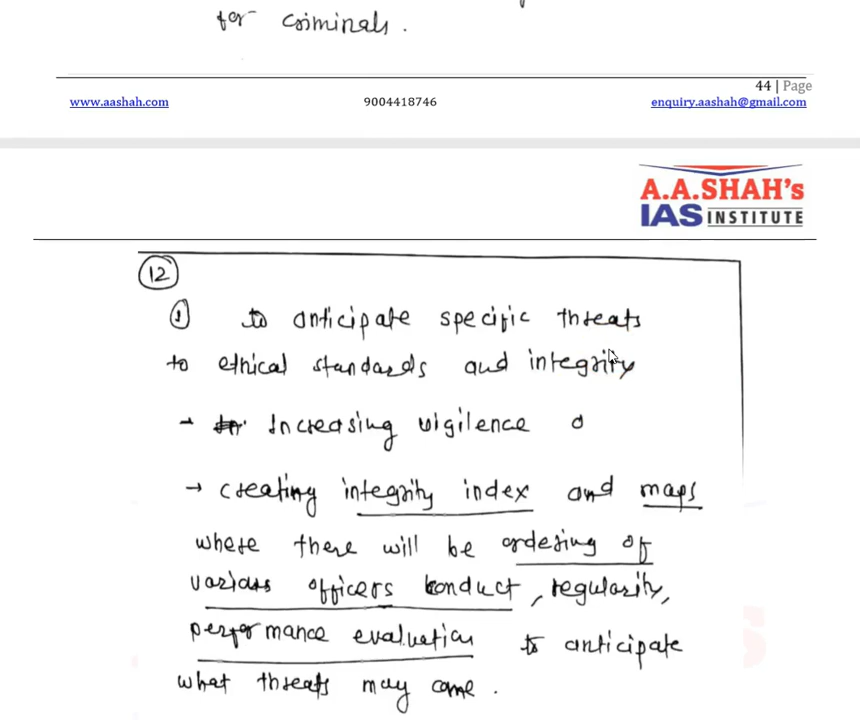 for criminals.
44 | Page
www.aashah.com 9004418746 enquiry.aashah@gmail.com
A.A.SHAH's
IAS INSTITUTE
12
1 to anticipate specific threats
to ethical standards and integrity
→ Increasing vigilence
→ creating integrity index and maps
where there will be ordering of
various officers conduct, regularity,
performance evaluation to anticipate
what threats may come.